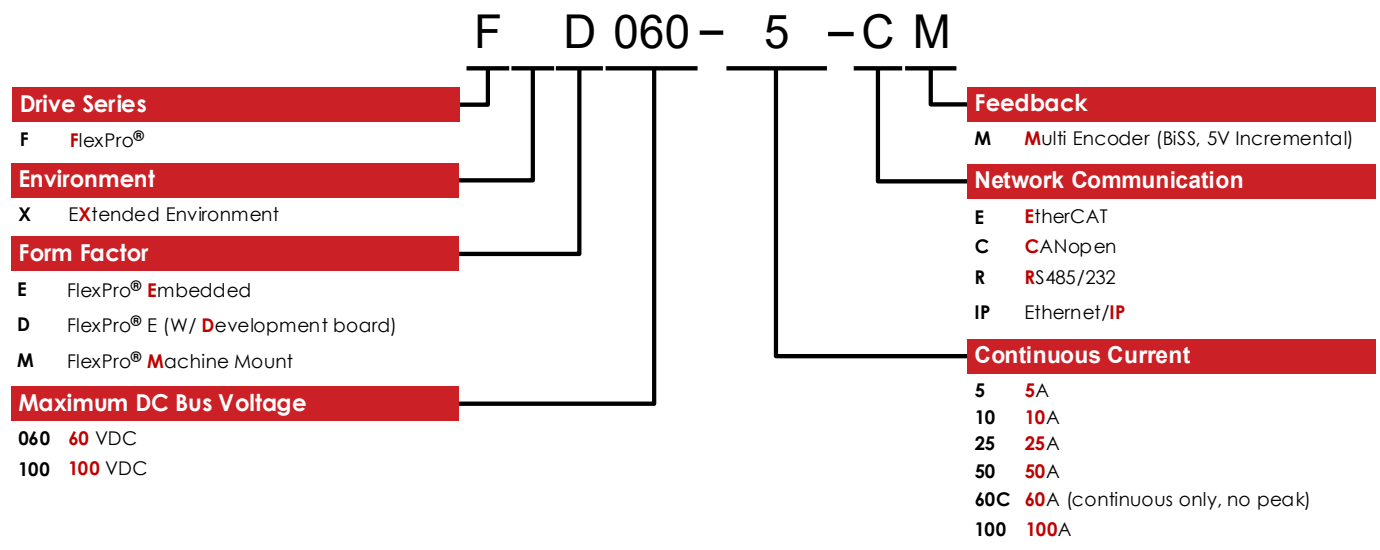 F D 060 – 5 – C M
Drive Series
F FlexPro®
Environment
X EXtended Environment
Form Factor
E FlexPro® Embedded
D FlexPro® E (W/ Development board)
M FlexPro® Machine Mount
Maximum DC Bus Voltage
060 60 VDC
100 100 VDC
Feedback
M Multi Encoder (BiSS, 5V Incremental)
Network Communication
E EtherCAT
C CANopen
R RS485/232
IP Ethernet/IP
Continuous Current
5 5A
10 10A
25 25A
50 50A
60C 60A (continuous only, no peak)
100 100A